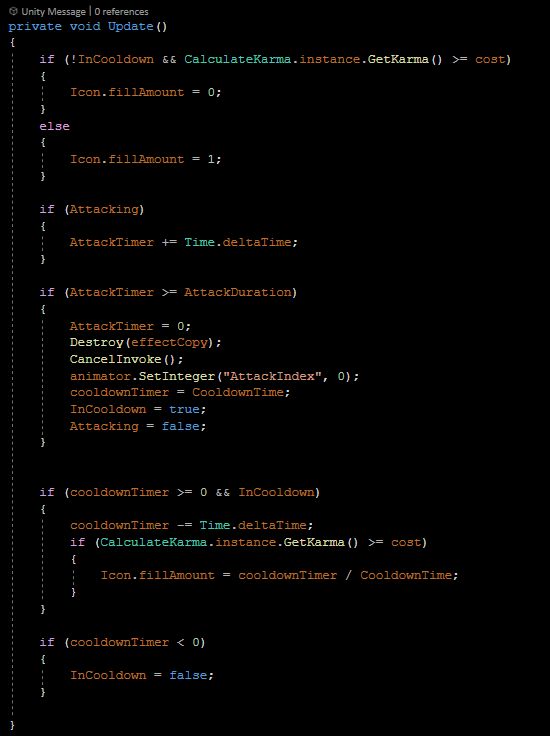 Unity Message | 0 references
private void Update()
{
if (!InCooldown && CalculateKarma.instance.GetKarma() >= cost)
{
Icon.fillAmount = 0;
}
else
{
Icon.fillAmount = 1;
}
if (Attacking)
{
AttackTimer += Time.deltaTime;
}
if (AttackTimer >= AttackDuration)
{
AttackTimer = 0;
Destroy(effectCopy);
CancelInvoke();
animator.SetInteger("AttackIndex", 0);
cooldownTimer = CooldownTime;
InCooldown = true;
Attacking = false;
}
if (cooldownTimer >= 0 && InCooldown)
{
cooldownTimer -= Time.deltaTime;
if (CalculateKarma.instance.GetKarma() >= cost)
{
Icon.fillAmount = cooldownTimer / CooldownTime;
}
}
if (cooldownTimer < 0)
{
InCooldown = false;
}
}